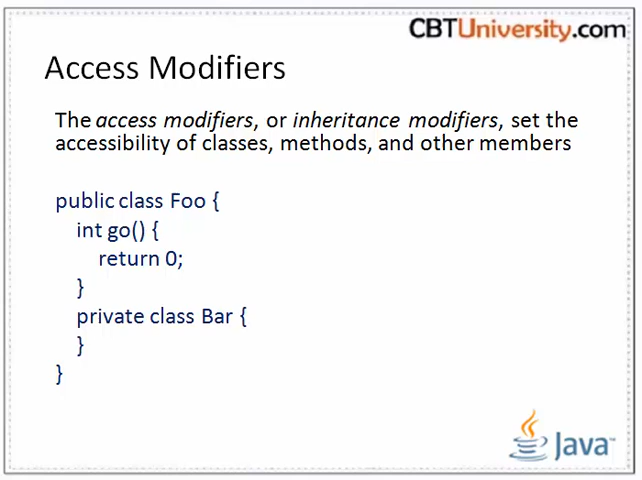 CBTUniversity.com
Access Modifiers
The access modifiers, or inheritance modifiers, set the
accessibility of classes, methods, and other members
public class Foo {
int go() {
return 0;
}
private class Bar {
}
}
Java™